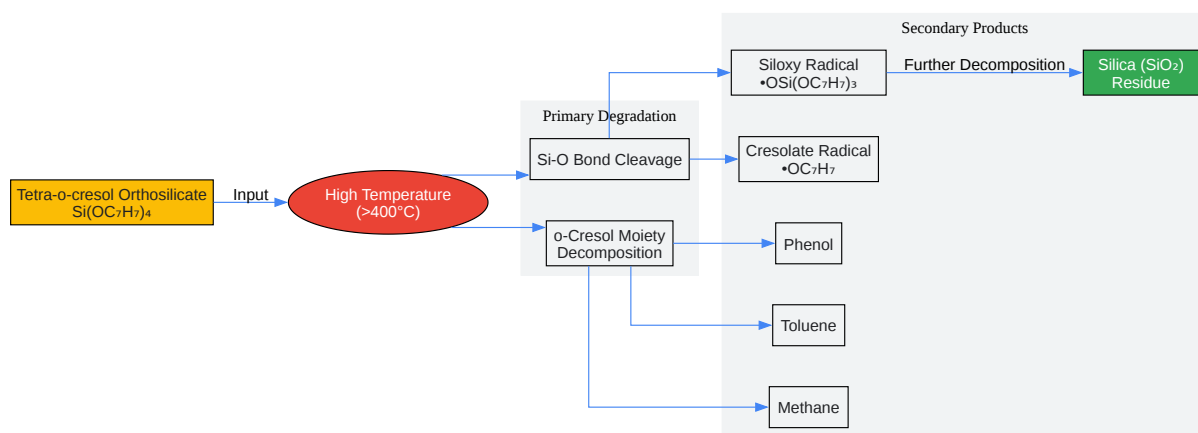 Secondary Products
Siloxy Radical
•OSi(OC₇H₇)₃
Further Decomposition
Silica (SiO₂)
Residue
Primary Degradation
Si-O Bond Cleavage
Cresolate Radical
•OC₇H₇
Tetra-o-cresol Orthosilicate
Si(OC₇H₇)₄
Input
High Temperature
(>400°C)
o-Cresol Moiety
Decomposition
Phenol
Toluene
Methane